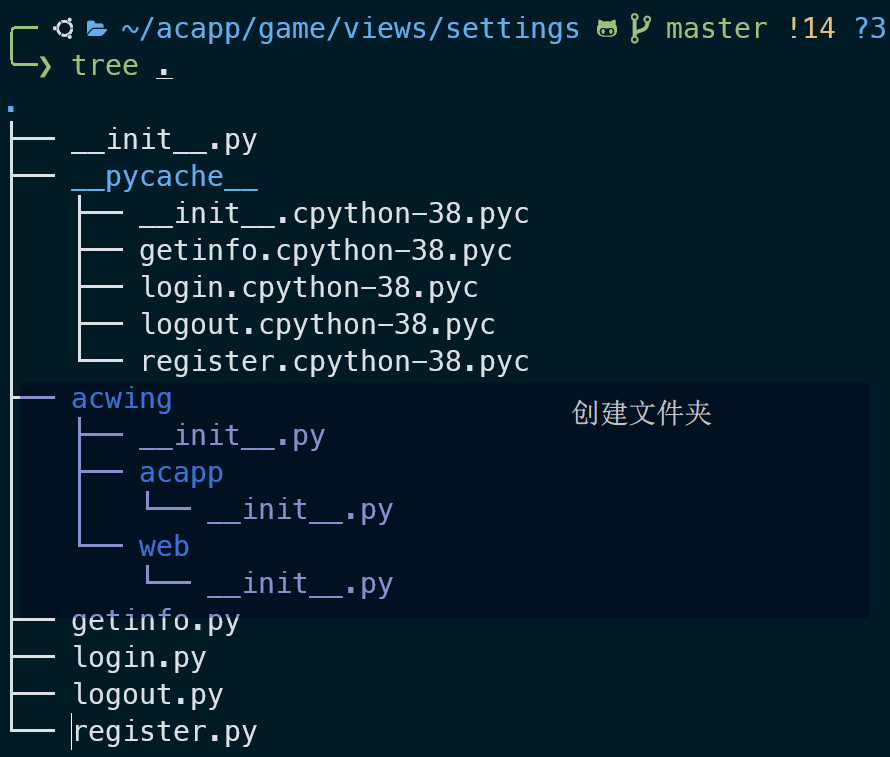 ~/acapp/game/views/settings master !14 ?3
❯ tree .
.
├── __init__.py
├── __pycache__
│   ├── __init__.cpython-38.pyc
│   ├── getinfo.cpython-38.pyc
│   ├── login.cpython-38.pyc
│   ├── logout.cpython-38.pyc
│   └── register.cpython-38.pyc
├── acwing
创建文件夹
│   ├── __init__.py
│   ├── acapp
│   │   └── __init__.py
│   └── web
│       └── __init__.py
├── getinfo.py
├── login.py
├── logout.py
└── register.py